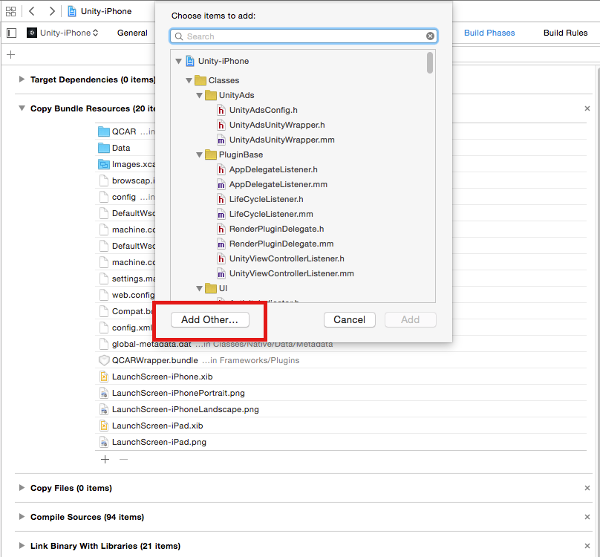 Unity-iPhone
Choose items to add:
Unity-iPhone
General
Search
Build Phases
Build Rules
Unity-iPhone
Classes
UnityAds
UnityAdsConfig.h
UnityAdsUnityWrapper.h
UnityAdsUnityWrapper.mm
PluginBase
AppDelegateListener.h
AppDelegateListener.mm
LifeCycleListener.h
LifeCycleListener.mm
RenderPluginDelegate.h
RenderPluginDelegate.mm
UnityViewControllerListener.h
UnityViewControllerListener.mm
UI
Add Other...
Cancel
Add
Target Dependencies (0 items)
Copy Bundle Resources (20 ite
QCAR ...in
Data
Images.xca
browscap.i
config ...in
DefaultWsd
machine.co
DefaultWs
machine.co
settings.ma
web.config
Compat.bu
config.xml
global-metadata.dat ...in Classes/Native/Data/Metadata
QCARWrapper.bundle ...in Frameworks/Plugins
LaunchScreen-iPhone.xib
LaunchScreen-iPhonePortrait.png
LaunchScreen-iPhoneLandscape.png
LaunchScreen-iPad.xib
LaunchScreen-iPad.png
Copy Files (0 items)
Compile Sources (94 items)
Link Binary With Libraries (21 items)